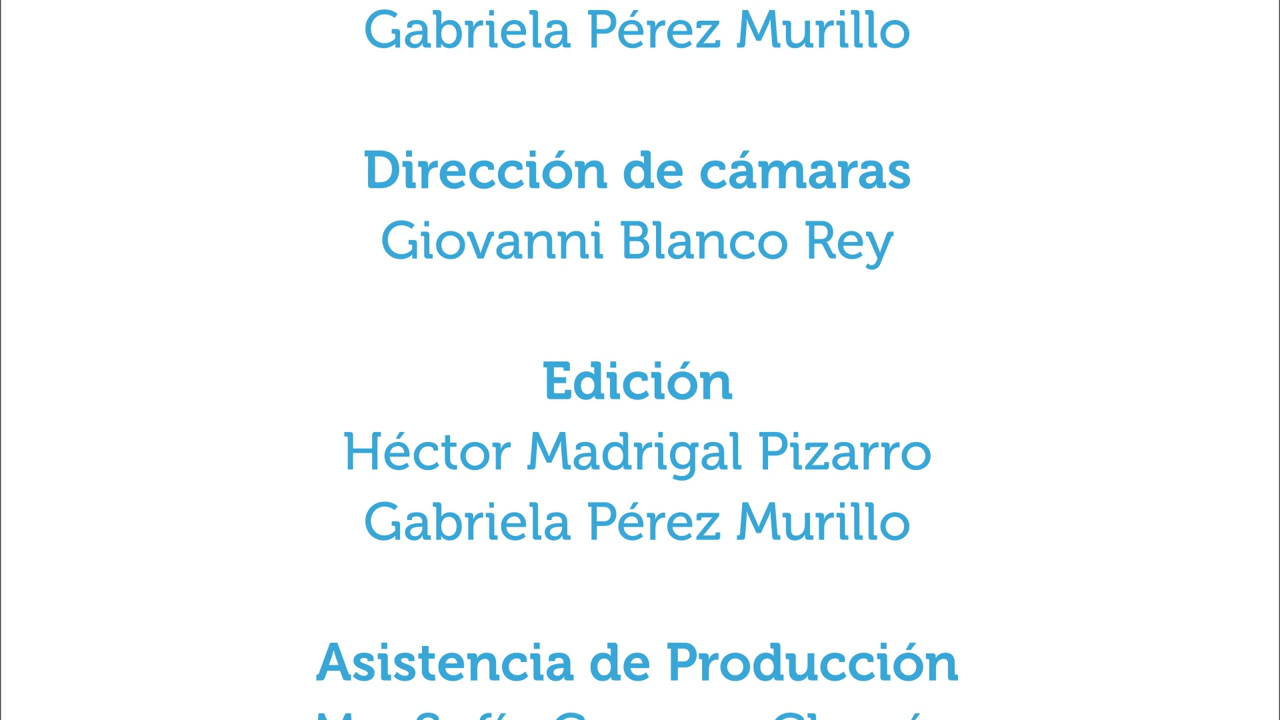 Gabriela Pérez Murillo
Dirección de cámaras
Giovanni Blanco Rey
Edición
Héctor Madrigal Pizarro
Gabriela Pérez Murillo
Asistencia de Producción